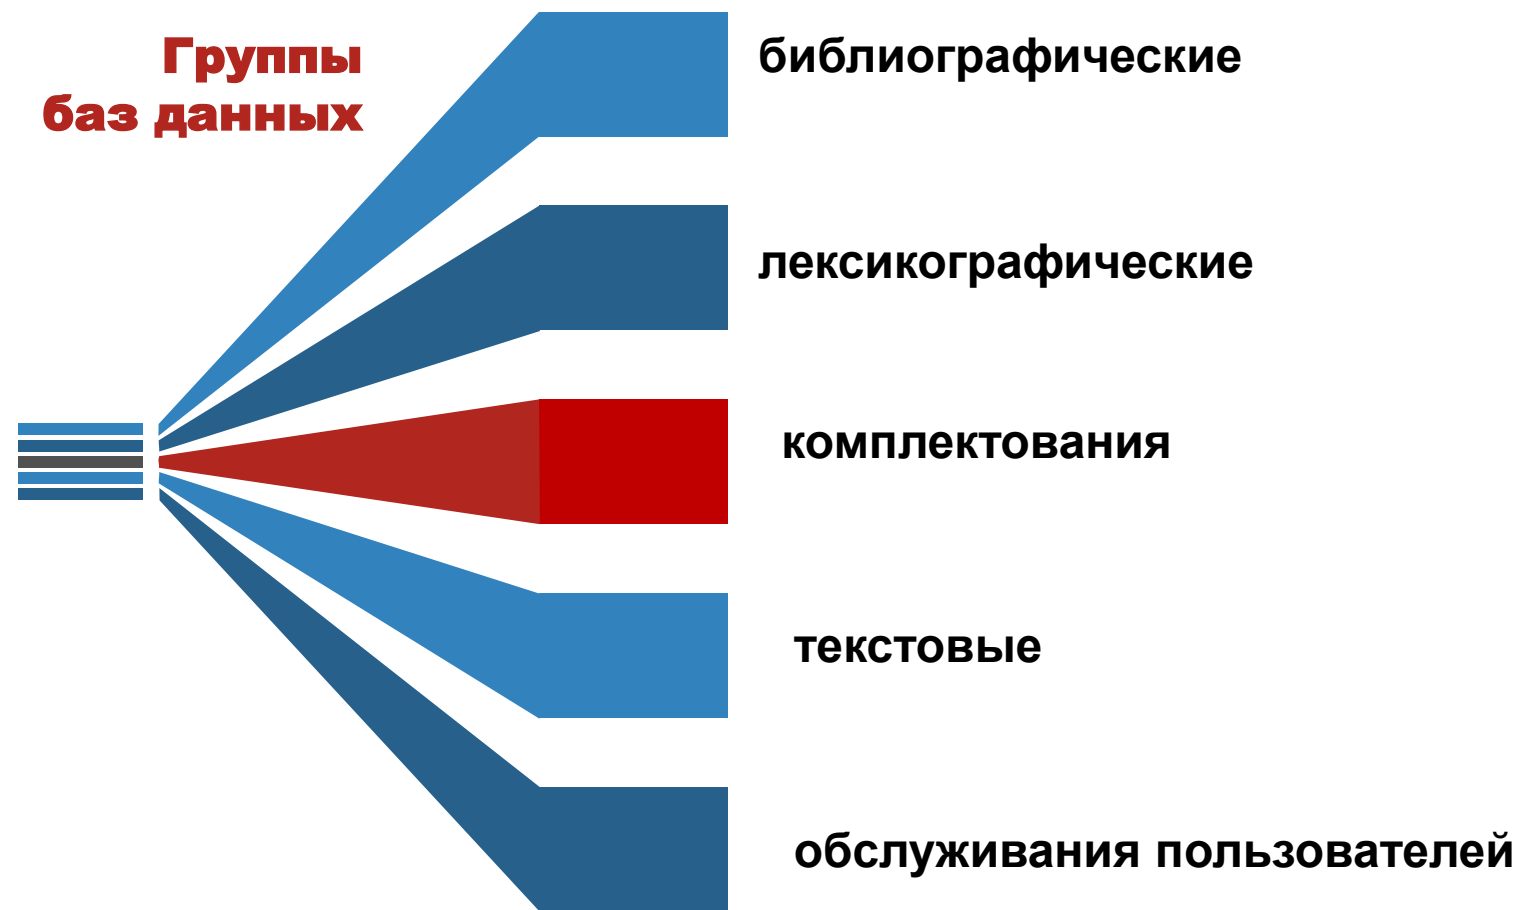 Группы
баз данных
библиографические
лексикографические
комплектования
текстовые
обслуживания пользователей